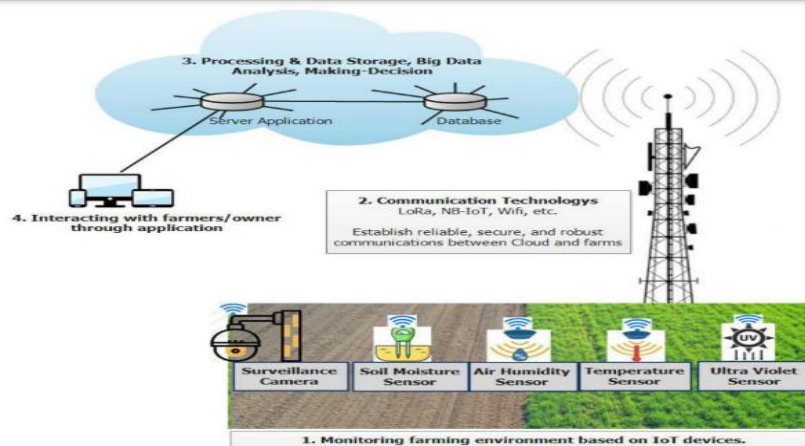 3. Processing & Data Storage, Big Data
Analysis, Making-Decision
Server Application
Database
4. Interacting with farmers/owner
through application
2. Communication Technologys
LoRa, NB-IoT, Wifi, etc.
Establish reliable, secure, and robust
communications between Cloud and farms
UV
Surveillance
Camera
Soil Moisture
Sensor
Air Humidity
Sensor
Temperature
Sensor
Ultra Violet
Sensor
1. Monitoring farming environment based on IoT devices.